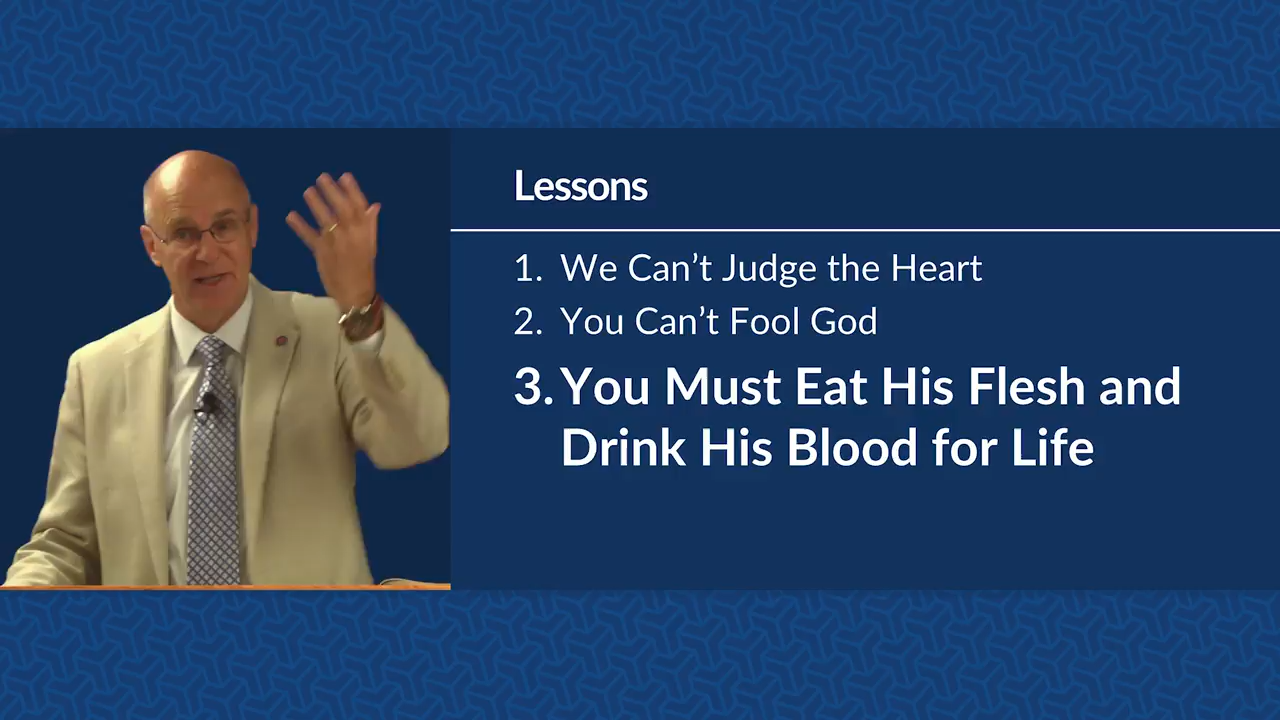 Lessons
1. We Can’t Judge the Heart
2. You Can’t Fool God
3. You Must Eat His Flesh and
Drink His Blood for Life